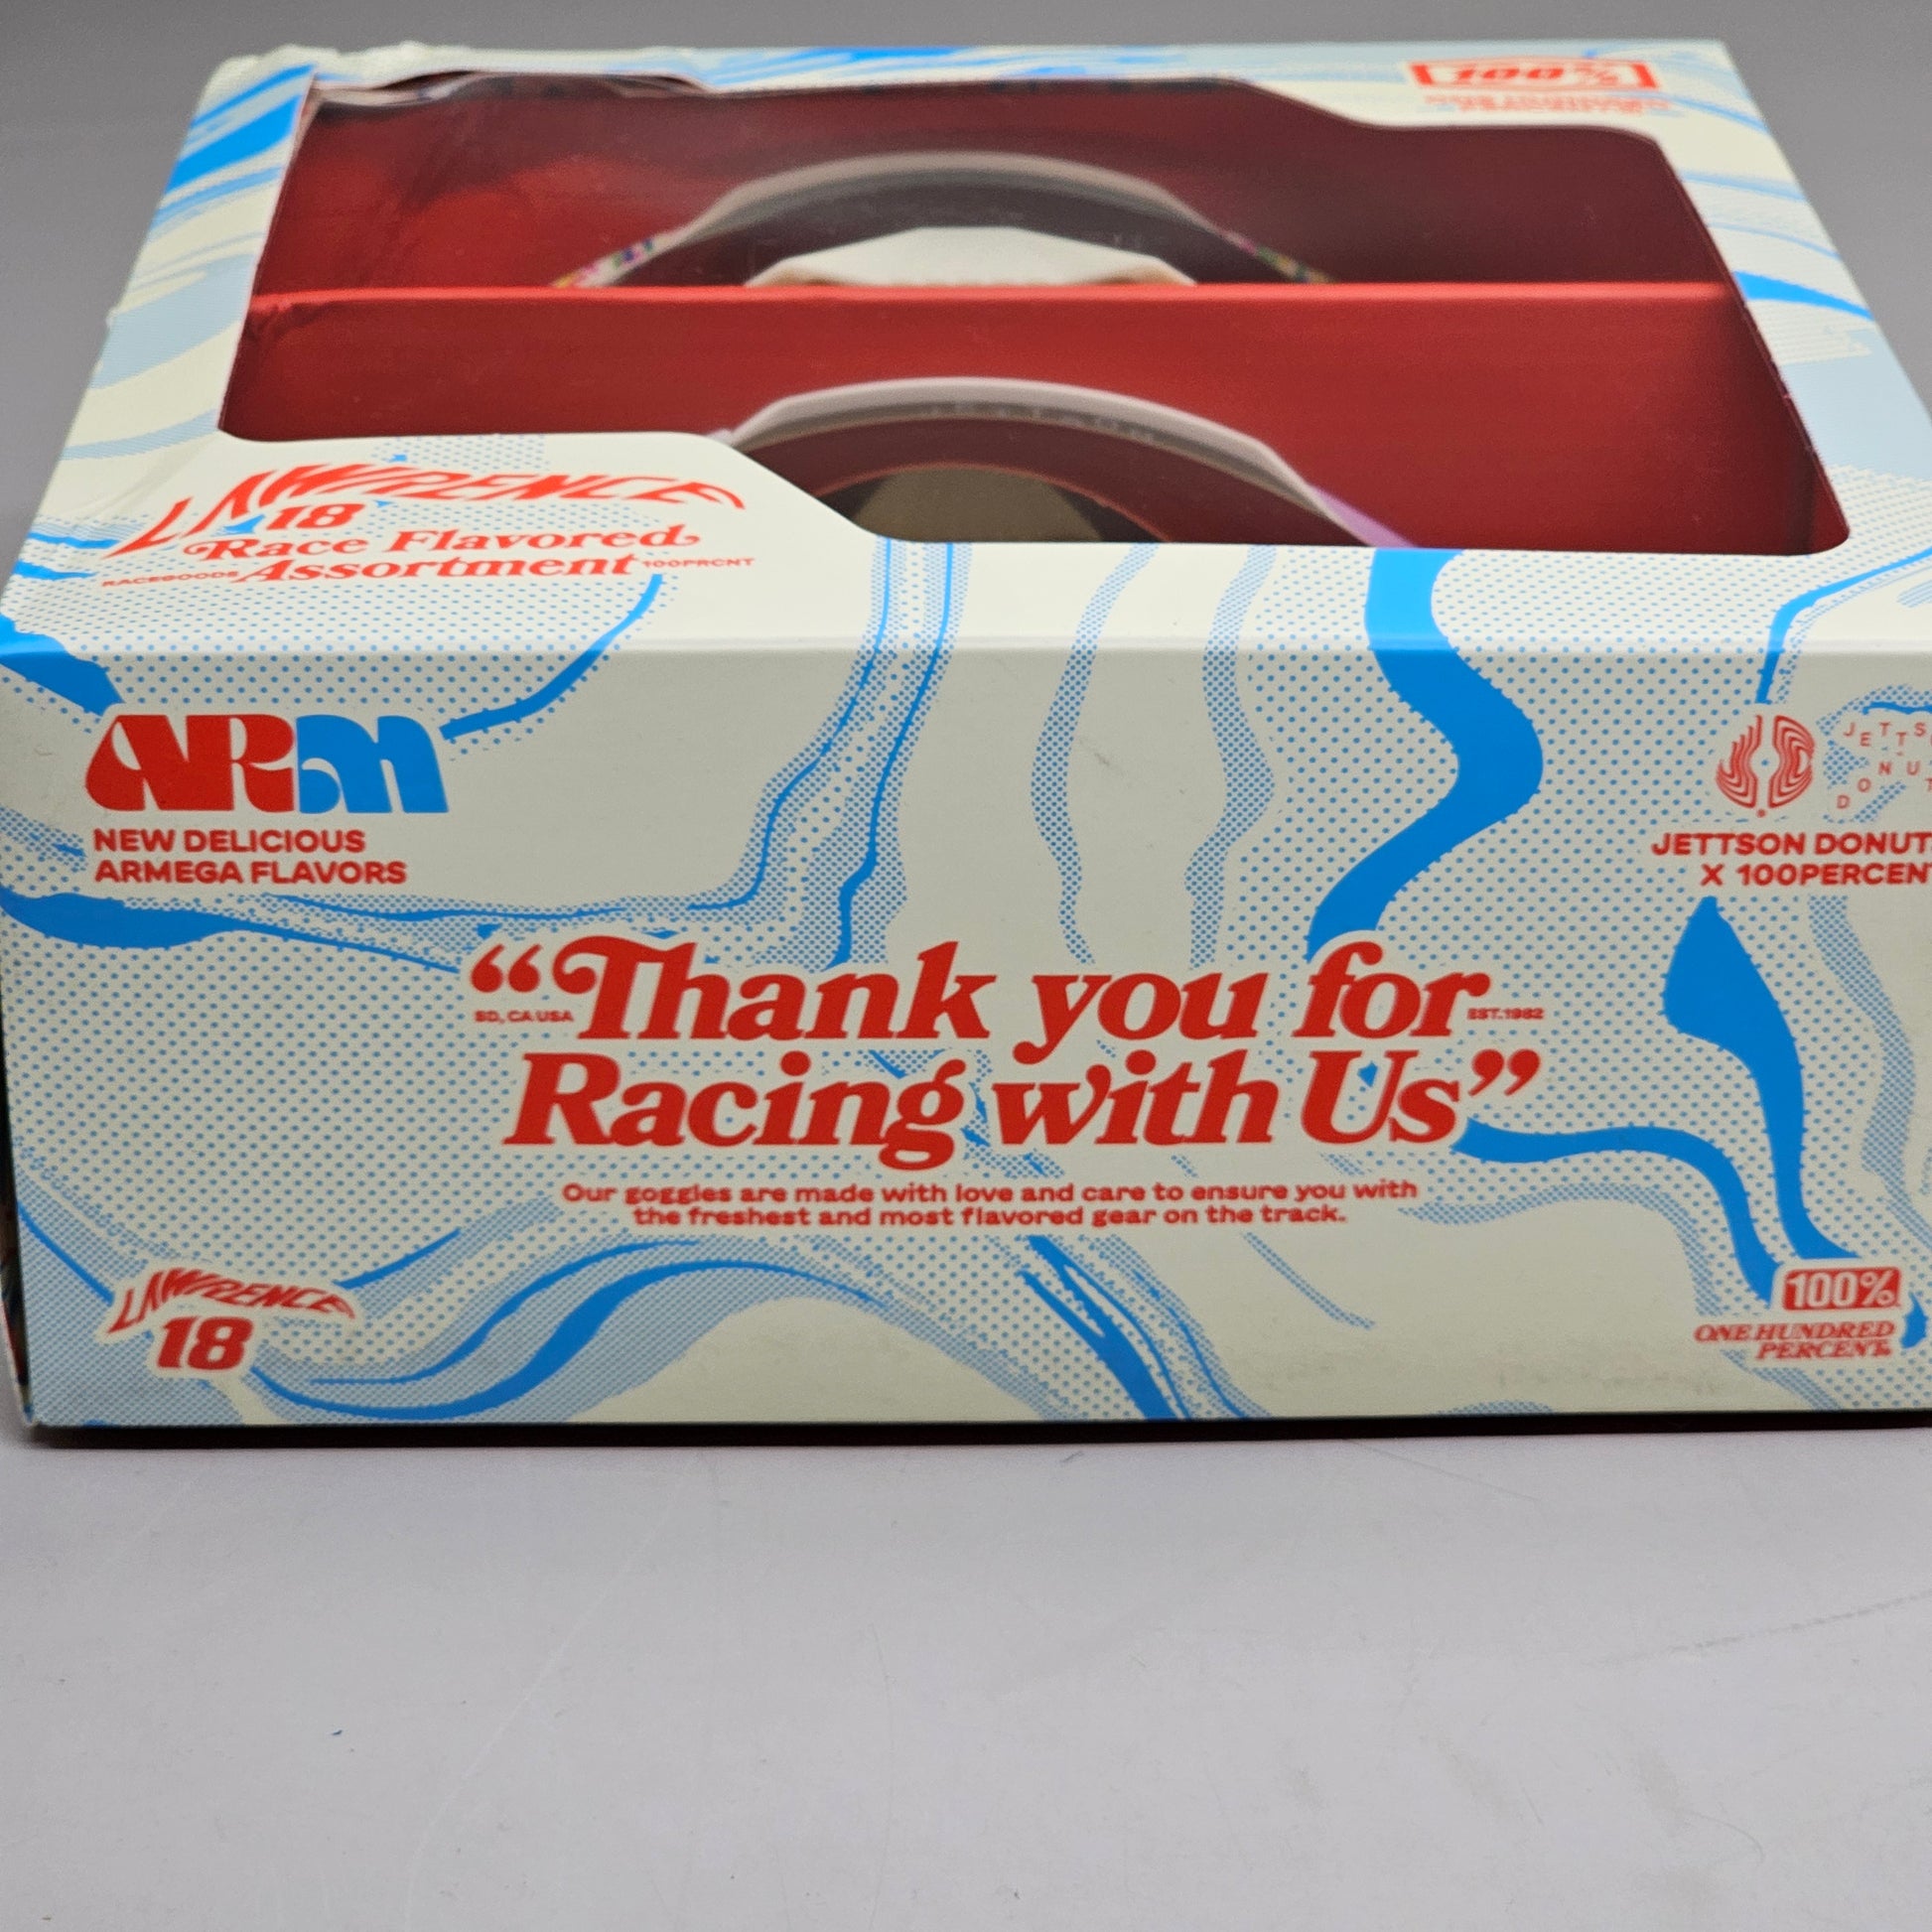 100%
LAWRENCE
18
Race Flavored
RACEGOODS Assortment 100PRCNT
ARM
NEW DELICIOUS
ARMEGA FLAVORS
JETTS
DONUT
JETTSON DONUTS
X 100PERCENT
“Thank you for
SD, CA USA EST.1982
Racing with Us”
Our goggles are made with love and care to ensure you with
the freshest and most flavored gear on the track.
LAWRENCE
18
100%
ONE HUNDRED
PERCENT